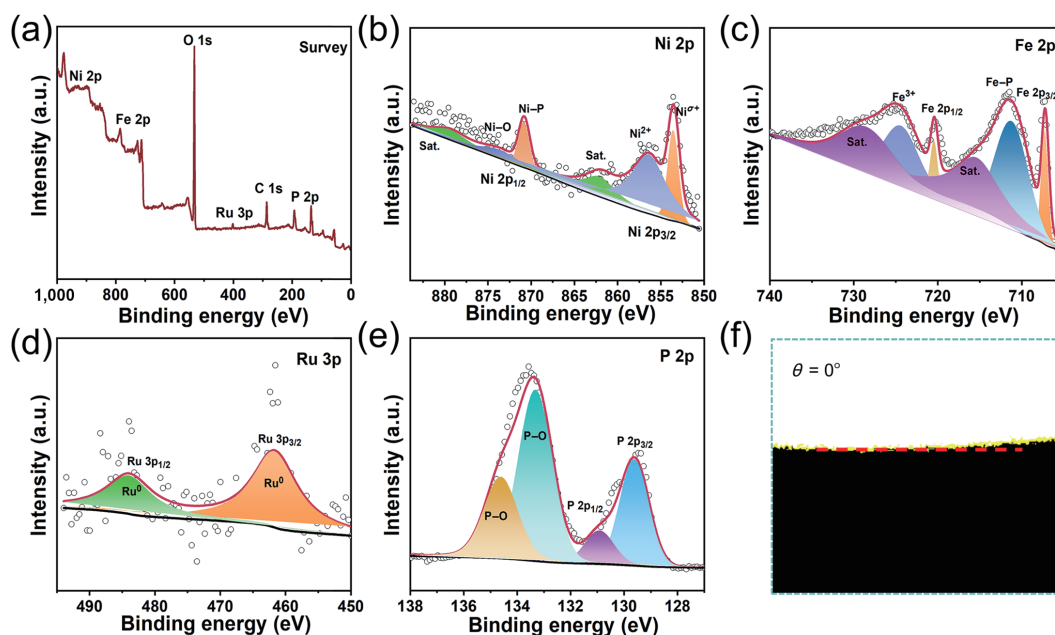 (a)
Survey
O 1s
Ni 2p
Fe 2p
C 1s
P 2p
Ru 3p
Intensity (a.u.)
1,000 800 600 400 200 0
Binding energy (eV)
(b)
Ni 2p
Ni–P
Ni–O
Sat.
Ni 2p1/2
Sat.
Ni2+
Niσ+
Ni 2p3/2
Intensity (a.u.)
880 875 870 865 860 855 850
Binding energy (eV)
(c)
Fe 2p
Fe–P
Fe3+
Fe 2p1/2
Fe 2p3/2
Sat.
Sat.
Intensity (a.u.)
740 730 720 710
Binding energy (eV)
(d)
Ru 3p
Ru 3p3/2
Ru 3p1/2
Ru0
Ru0
Intensity (a.u.)
490 480 470 460 450
Binding energy (eV)
(e)
P 2p
P–O
P–O
P 2p3/2
P 2p1/2
Intensity (a.u.)
138 136 134 132 130 128
Binding energy (eV)
(f)
θ = 0°